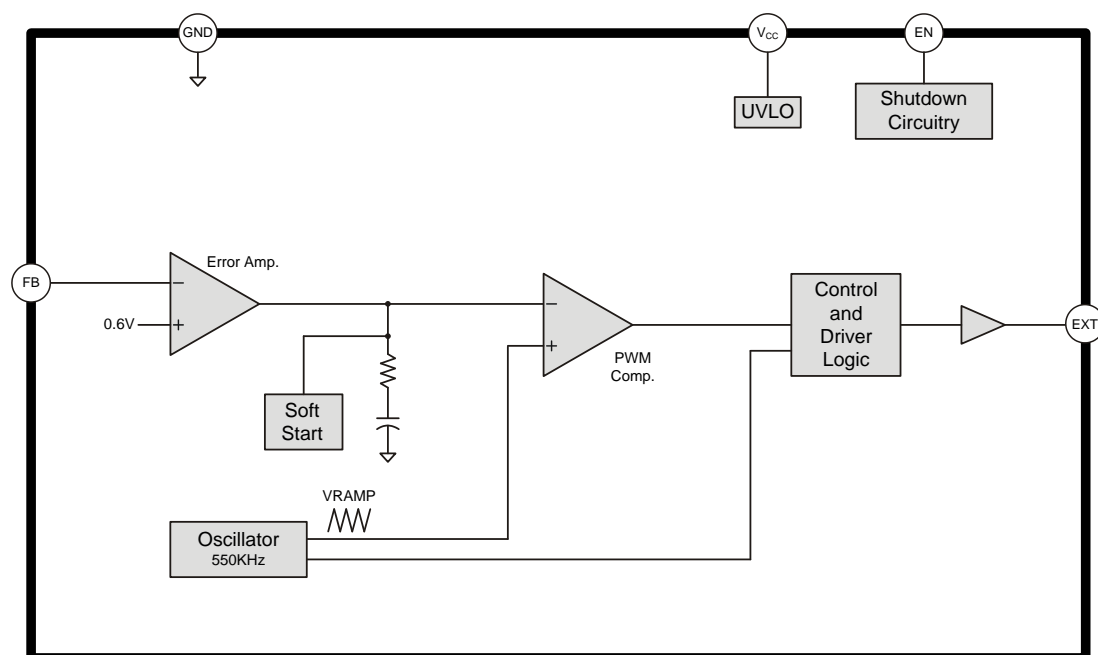 GND
VCC
EN
UVLO
Shutdown
Circuitry
Error Amp.
FB
−
0.6V
+
−
+
PWM
Comp.
Control
and
Driver
Logic
EXT
Soft
Start
VRAMP
Oscillator
550KHz